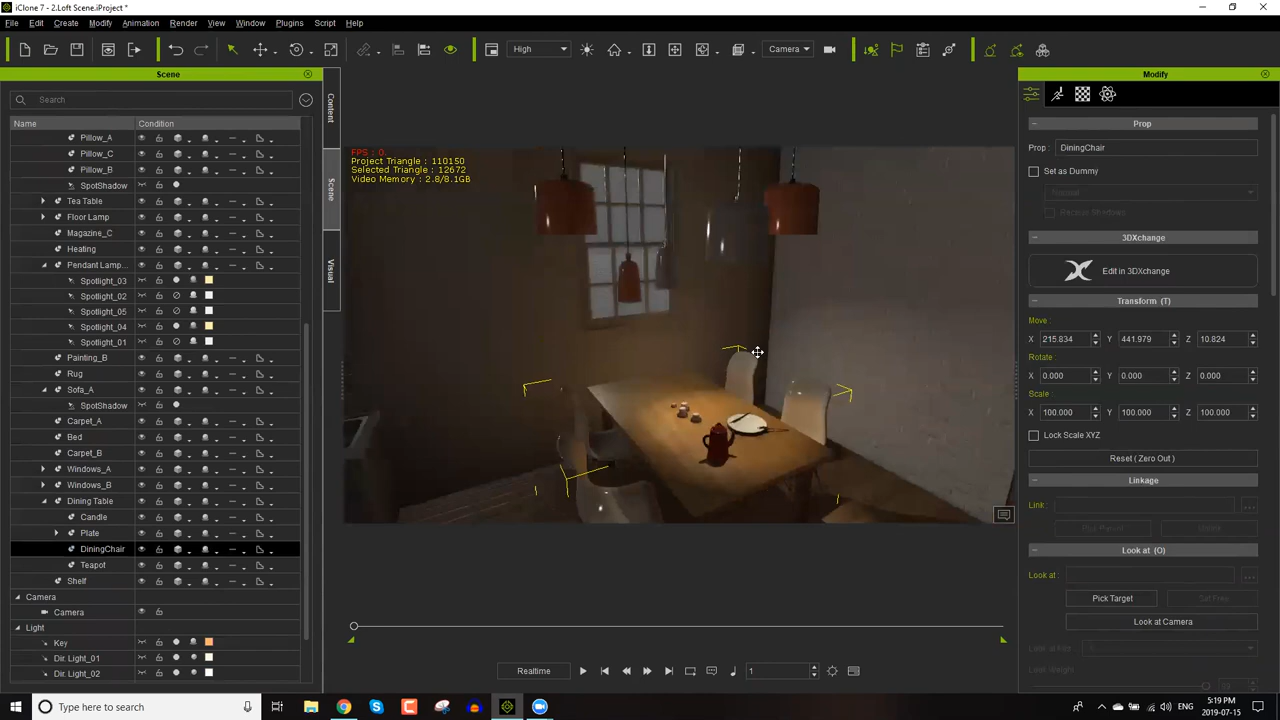 iClone 7 - 2.Loft Scene.iProject *
File Edit Create Modify Animation Render Window Plugins Script Help
High
Camera
Scene
Search
Name Condition
Pillow_A
Pillow_C
Pillow_B
SpotShadow
Tea Table
Floor Lamp
Magazine_C
Heating
Pendant Lamp...
Spotlight_03
Spotlight_02
Spotlight_05
Spotlight_04
Spotlight_01
Painting_B
Rug
Sofa_A
SpotShadow
Carpet_A
Bed
Carpet_B
Windows_A
Windows_B
Dining Table
Candle
Plate
DiningChair
Teapot
Shelf
Camera
Camera
Light
Key
Dir. Light_01
Dir. Light_02
Content
Scene
Visual
FPS : 0.
Project Triangle : 110150
Selected Triangle : 12672
Video Memory : 2.8/8.1GB
Realtime
1
Modify
Prop
Prop : DiningChair
Set as Dummy
Normal
Receive Shadows
3DXchange
Edit in 3DXchange
Transform (T)
Move :
X 215.834 Y 441.979 Z 10.824
Rotate :
X 0.000 Y 0.000 Z 0.000
Scale :
X 100.000 Y 100.000 Z 100.000
Lock Scale XYZ
Reset ( Zero Out )
Linkage
Link :
Pick Parent
Look at (O)
Look at :
Pick Target Set Free
Look at Camera
Type here to search
5:19 PM
2019-07-15